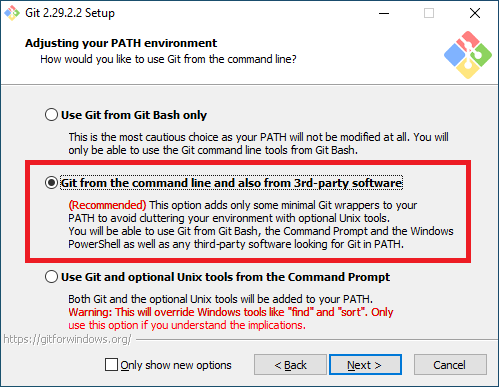 Git 2.29.2.2 Setup
Adjusting your PATH environment
How would you like to use Git from the command line?
Use Git from Git Bash only
This is the most cautious choice as your PATH will not be modified at all. You will
only be able to use the Git command line tools from Git Bash.
Git from the command line and also from 3rd-party software
(Recommended) This option adds only some minimal Git wrappers to your
PATH to avoid cluttering your environment with optional Unix tools.
You will be able to use Git from Git Bash, the Command Prompt and the Windows
PowerShell as well as any third-party software looking for Git in PATH.
Use Git and optional Unix tools from the Command Prompt
Both Git and the optional Unix tools will be added to your PATH.
Warning: This will override Windows tools like "find" and "sort". Only
use this option if you understand the implications.
https://gitforwindows.org/
Only show new options
< Back
Next >
Cancel